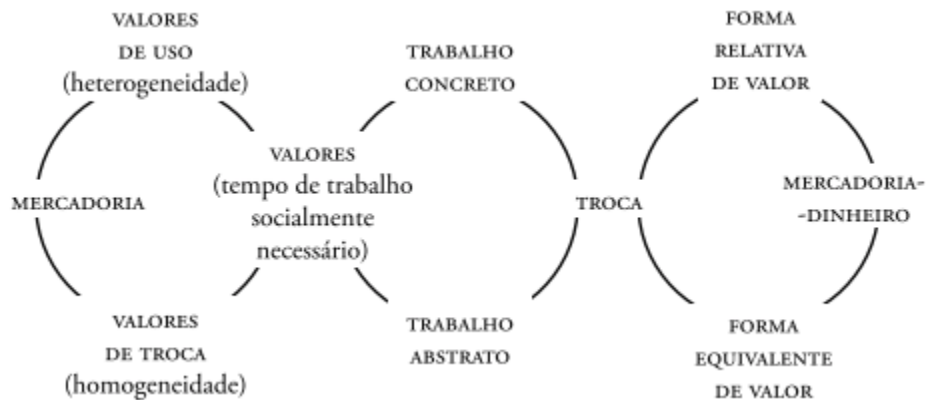 VALORES
DE USO
(heterogeneidade)
TRABALHO
CONCRETO
FORMA
RELATIVA
DE VALOR
MERCADORIA
VALORES
(tempo de trabalho
socialmente
necessário)
TROCA
MERCADORIA-
-DINHEIRO
VALORES
DE TROCA
(homogeneidade)
TRABALHO
ABSTRATO
FORMA
EQUIVALENTE
DE VALOR